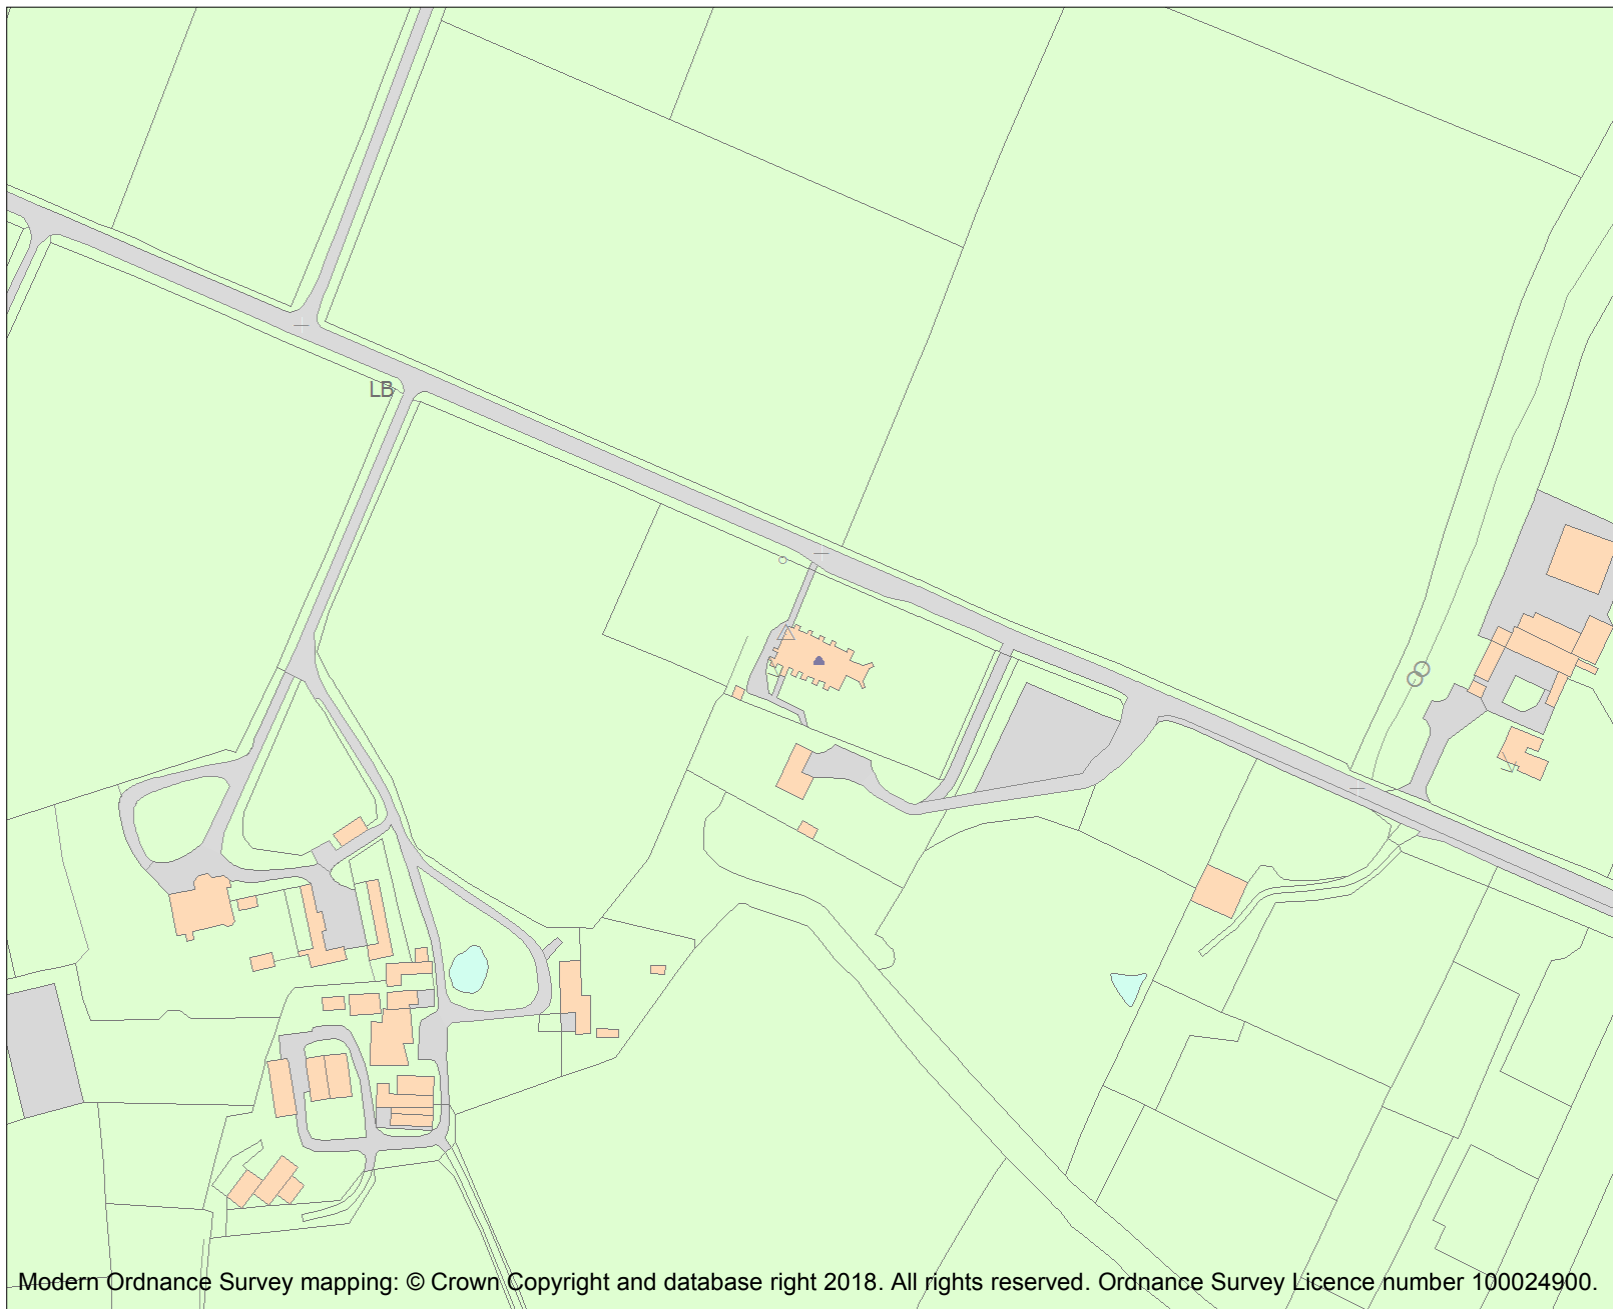 LB
Modern Ordnance Survey mapping: © Crown Copyright and database right 2018. All rights reserved. Ordnance Survey Licence number 100024900.